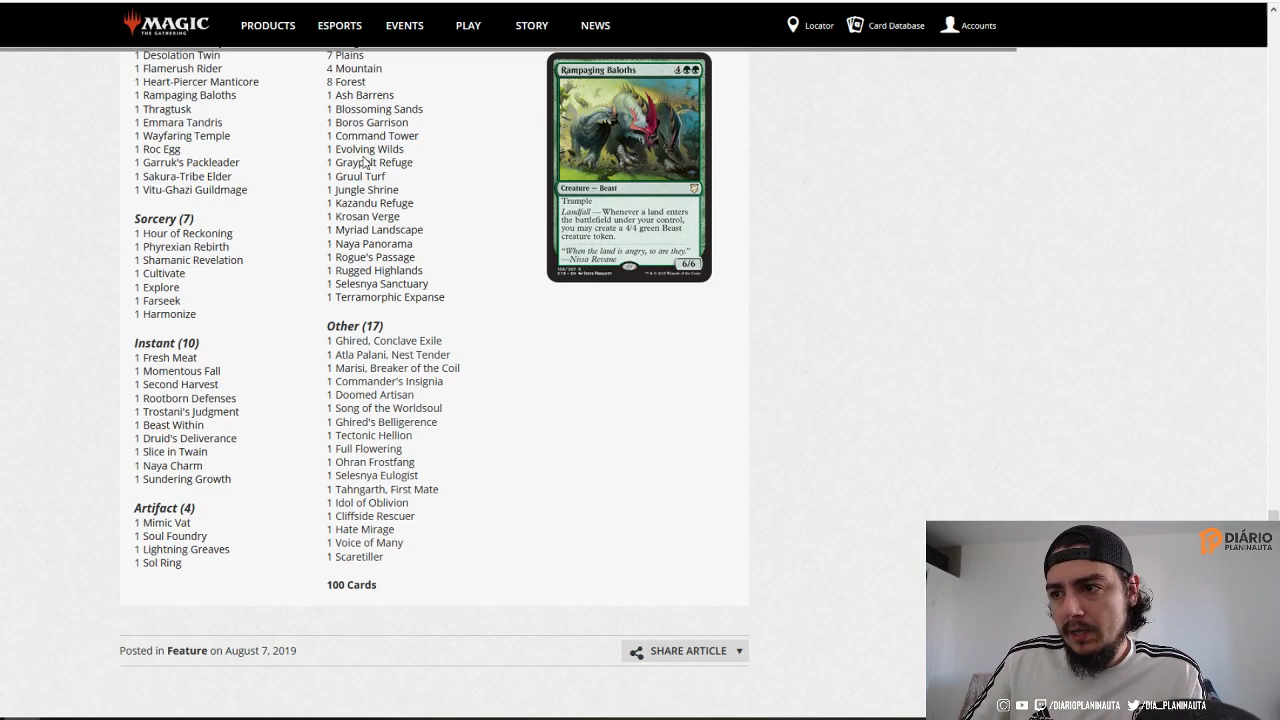 MAGIC
THE GATHERING
PRODUCTS
ESPORTS
EVENTS
PLAY
STORY
NEWS
Locator
Card Database
Accounts
1 Desolation Twin
1 Flamerush Rider
1 Heart-Piercer Manticore
1 Rampaging Baloths
1 Thragtusk
1 Emmara Tandris
1 Wayfaring Temple
1 Roc Egg
1 Garruk's Packleader
1 Sakura-Tribe Elder
1 Vitu-Ghazi Guildmage
Sorcery (7)
1 Hour of Reckoning
1 Phyrexian Rebirth
1 Shamanic Revelation
1 Cultivate
1 Explore
1 Farseek
1 Harmonize
Instant (10)
1 Fresh Meat
1 Momentous Fall
1 Second Harvest
1 Rootborn Defenses
1 Trostani's Judgment
1 Beast Within
1 Druid's Deliverance
1 Slice in Twain
1 Naya Charm
1 Sundering Growth
Artifact (4)
1 Mimic Vat
1 Soul Foundry
1 Lightning Greaves
1 Sol Ring
7 Plains
4 Mountain
8 Forest
1 Ash Barrens
1 Blossoming Sands
1 Boros Garrison
1 Command Tower
1 Evolving Wilds
1 Graypelt Refuge
1 Gruul Turf
1 Jungle Shrine
1 Kazandu Refuge
1 Krosan Verge
1 Myriad Landscape
1 Naya Panorama
1 Rogue's Passage
1 Rugged Highlands
1 Selesnya Sanctuary
1 Terramorphic Expanse
Other (17)
1 Ghired, Conclave Exile
1 Atla Palani, Nest Tender
1 Marisi, Breaker of the Coil
1 Commander's Insignia
1 Doomed Artisan
1 Song of the Worldsoul
1 Ghired's Belligerence
1 Tectonic Hellion
1 Full Flowering
1 Ohran Frostfang
1 Selesnya Eulogist
1 Tahngarth, First Mate
1 Idol of Oblivion
1 Cliffside Rescuer
1 Hate Mirage
1 Voice of Many
1 Scaretiller
100 Cards
Rampaging Baloths
4
Creature — Beast
Trample
Landfall — Whenever a land enters
the battlefield under your control,
you may create a 4/4 green Beast
creature token.
"When the land is angry, so are they."
—Nissa Revane
6/6
Posted in Feature on August 7, 2019
SHARE ARTICLE
DIÁRIO
PLANINAUTA
/DIARIOPLANINAUTA
/DIA_PLANINAUTA